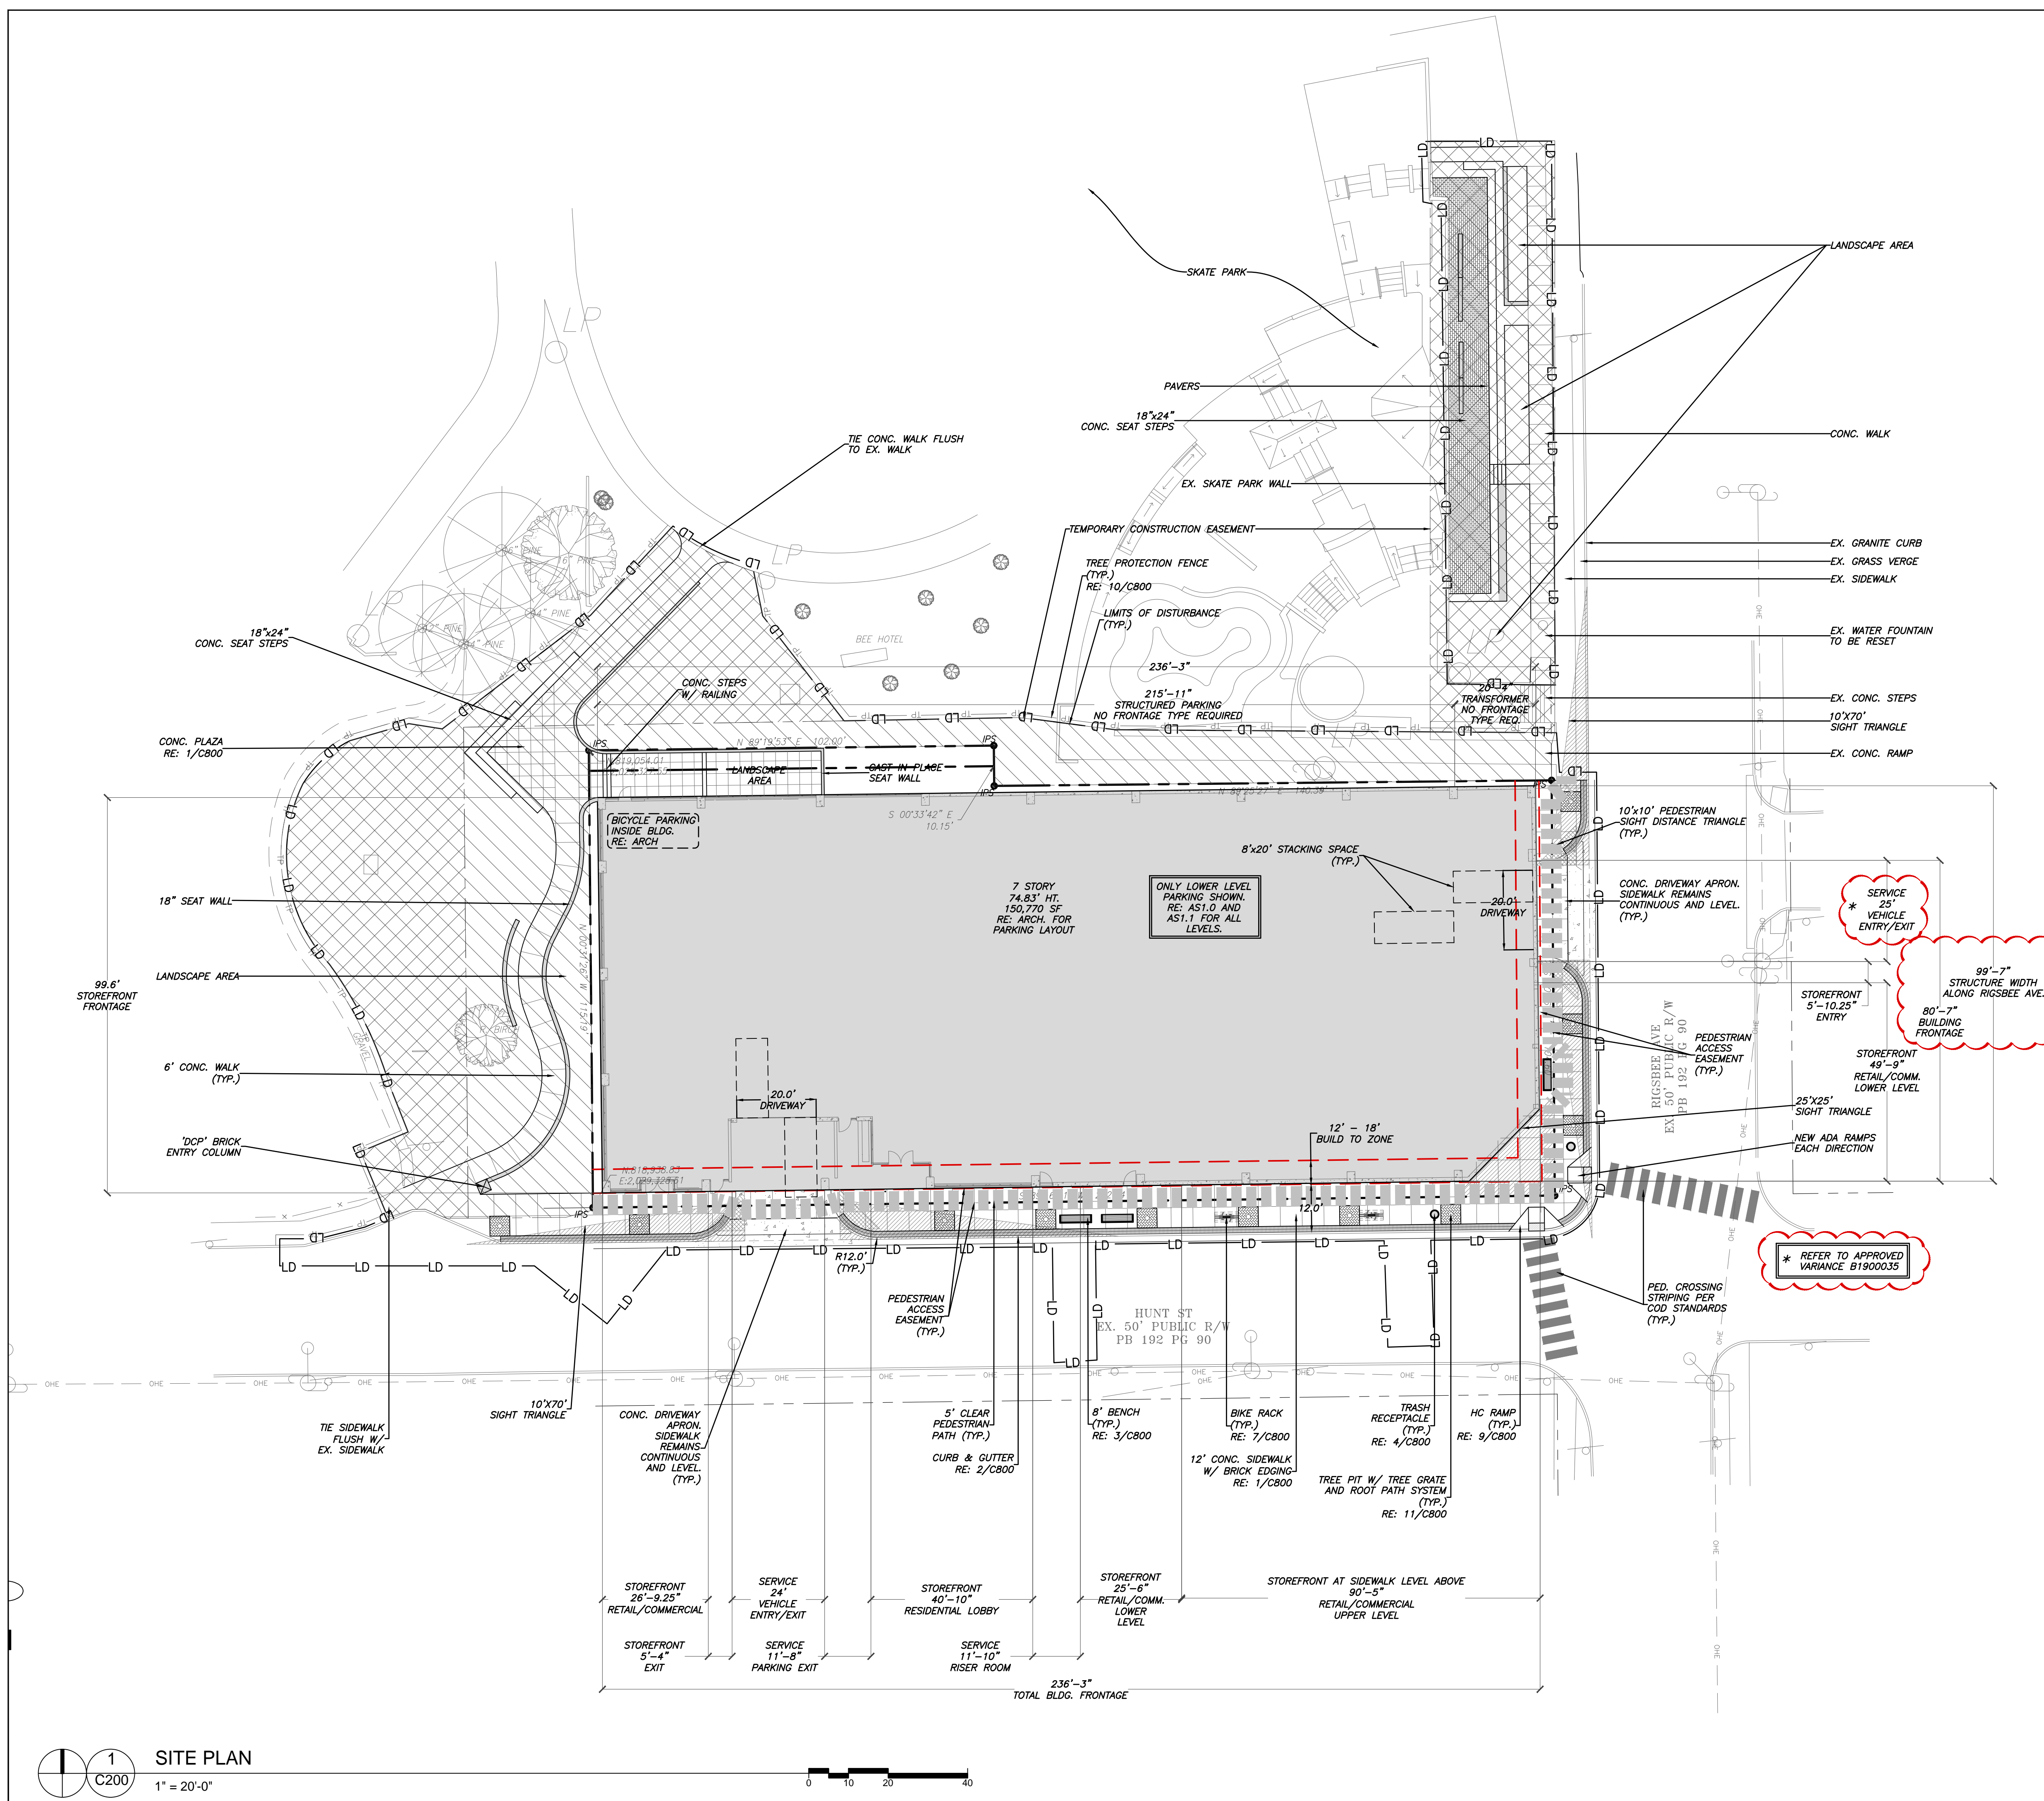 LANDSCAPE AREA
SKATE PARK
PAVERS
18"x24"
CONC. SEAT STEPS
TIE CONC. WALK FLUSH
TO EX. WALK
CONC. WALK
EX. SKATE PARK WALL
TEMPORARY CONSTRUCTION EASEMENT
EX. GRANITE CURB
EX. GRASS VERGE
EX. SIDEWALK
TREE PROTECTION FENCE
(TYP.)
RE: 10/C800
LIMITS OF DISTURBANCE
(TYP.)
18"x24"
CONC. SEAT STEPS
BEE HOTEL
EX. WATER FOUNTAIN
TO BE RESET
CONC. STEPS
W/ RAILING
236'-3"
215'-11"
STRUCTURED PARKING
NO FRONTAGE TYPE REQUIRED
20'-4"
TRANSFORMER
NO FRONTAGE
TYPE REQ.
EX. CONC. STEPS
10'X70'
SIGHT TRIANGLE
EX. CONC. RAMP
CONC. PLAZA
RE: 1/C800
IPS
N 89°19'53" E 102.00'
LANDSCAPE
AREA
CAST-IN-PLACE
SEAT WALL
IPS
S 00°33'42" E
10.15'
BICYCLE PARKING
INSIDE BLDG.
RE: ARCH
10'x10' PEDESTRIAN
SIGHT DISTANCE TRIANGLE
(TYP.)
8'x20' STACKING SPACE
(TYP.)
7 STORY
74.83' HT.
150,770 SF
RE: ARCH. FOR
PARKING LAYOUT
ONLY LOWER LEVEL
PARKING SHOWN.
RE: AS1.0 AND
AS1.1 FOR ALL
LEVELS.
20.0'
DRIVEWAY
CONC. DRIVEWAY APRON.
SIDEWALK REMAINS
CONTINUOUS AND LEVEL.
(TYP.)
SERVICE
* 25'
VEHICLE
ENTRY/EXIT
18" SEAT WALL
LANDSCAPE AREA
99.6'
STOREFRONT
FRONTAGE
N 00°31'26" W 115.19'
99'-7"
STRUCTURE WIDTH
ALONG RIGSBEE AVE.
STOREFRONT
5'-10.25"
ENTRY
80'-7"
BUILDING
FRONTAGE
RIGSBEE AVE
EX. 50' PUBLIC R/W
PB 192 PG 90
PEDESTRIAN
ACCESS
EASEMENT
(TYP.)
STOREFRONT
49'-9"
RETAIL/COMM.
LOWER LEVEL
6' CONC. WALK
(TYP.)
GRAVEL
20.0'
DRIVEWAY
25'X25'
SIGHT TRIANGLE
12' - 18'
BUILD TO ZONE
NEW ADA RAMPS
EACH DIRECTION
'DCP' BRICK
ENTRY COLUMN
IPS
12.0'
IPS
R12.0'
(TYP.)
* REFER TO APPROVED
VARIANCE B1900035
PEDESTRIAN
ACCESS
EASEMENT
(TYP.)
HUNT ST
EX. 50' PUBLIC R/W
PB 192 PG 90
PED. CROSSING
STRIPING PER
COD STANDARDS
(TYP.)
TIE SIDEWALK
FLUSH W/
EX. SIDEWALK
10'X70'
SIGHT TRIANGLE
CONC. DRIVEWAY
APRON.
SIDEWALK
REMAINS
CONTINUOUS
AND LEVEL.
(TYP.)
5' CLEAR
PEDESTRIAN
PATH (TYP.)
CURB & GUTTER
RE: 2/C800
8' BENCH
(TYP.)
RE: 3/C800
BIKE RACK
(TYP.)
RE: 7/C800
12' CONC. SIDEWALK
W/ BRICK EDGING
RE: 1/C800
TRASH
RECEPTACLE
(TYP.)
RE: 4/C800
HC RAMP
(TYP.)
RE: 9/C800
TREE PIT W/ TREE GRATE
AND ROOT PATH SYSTEM
(TYP.)
RE: 11/C800
STOREFRONT
26'-9.25"
RETAIL/COMMERCIAL
SERVICE
24'
VEHICLE
ENTRY/EXIT
STOREFRONT
40'-10"
RESIDENTIAL LOBBY
STOREFRONT
25'-6"
RETAIL/COMM.
LOWER
LEVEL
STOREFRONT AT SIDEWALK LEVEL ABOVE
90'-5"
RETAIL/COMMERCIAL
UPPER LEVEL
STOREFRONT
5'-4"
EXIT
SERVICE
11'-8"
PARKING EXIT
SERVICE
11'-10"
RISER ROOM
236'-3"
TOTAL BLDG. FRONTAGE
1
C200
SITE PLAN
1" = 20'-0"
0 10 20 40